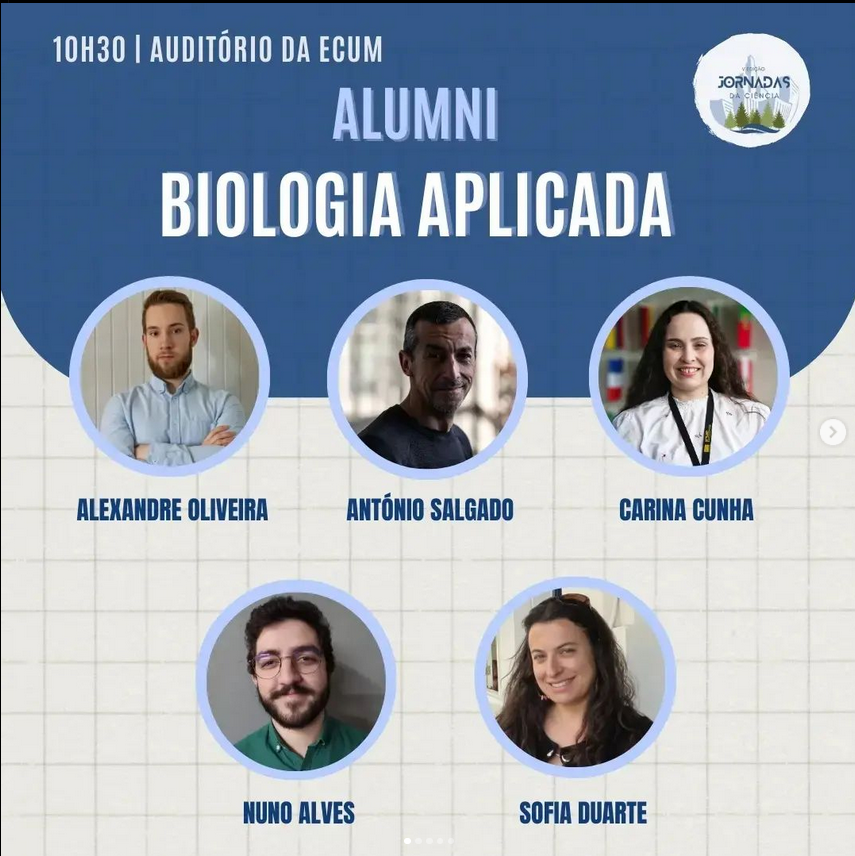 10H30 | AUDITÓRIO DA ECUM
ALUMNI
BIOLOGIA APLICADA
V EDIÇÃO
JORNADAS
DA CIÊNCIA
ALEXANDRE OLIVEIRA
ANTÓNIO SALGADO
CARINA CUNHA
NUNO ALVES
SOFIA DUARTE